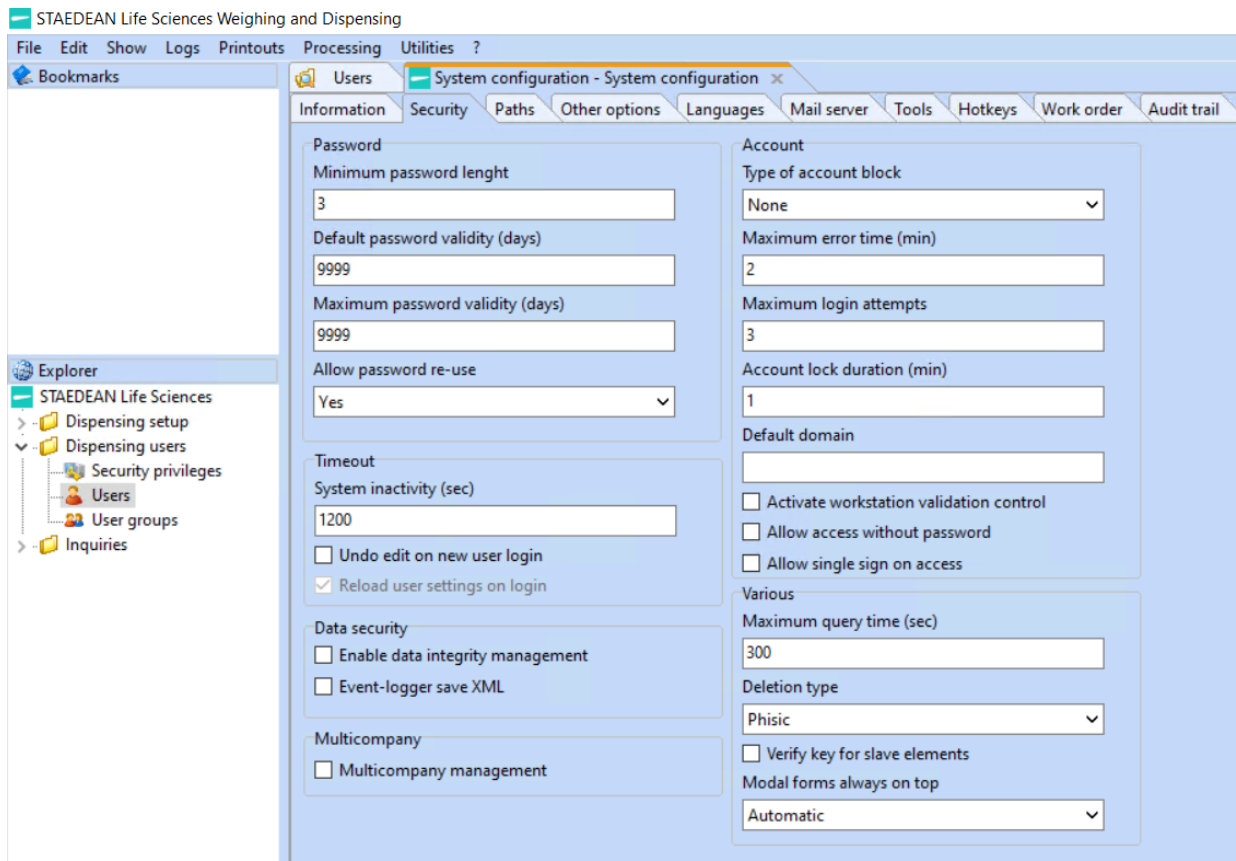 STAEDEAN Life Sciences Weighing and Dispensing
File Edit Show Logs Printouts Processing Utilities ?
Bookmarks
Explorer
STAEDEAN Life Sciences
Dispensing setup
Dispensing users
Security privileges
Users
User groups
Inquiries
Users System configuration - System configuration
Information Security Paths Other options Languages Mail server Tools Hotkeys Work order Audit trail
Password
Minimum password lenght
3
Default password validity (days)
9999
Maximum password validity (days)
9999
Allow password re-use
Yes
Timeout
System inactivity (sec)
1200
Undo edit on new user login
Reload user settings on login
Data security
Enable data integrity management
Event-logger save XML
Multicompany
Multicompany management
Account
Type of account block
None
Maximum error time (min)
2
Maximum login attempts
3
Account lock duration (min)
1
Default domain
Activate workstation validation control
Allow access without password
Allow single sign on access
Various
Maximum query time (sec)
300
Deletion type
Phisic
Verify key for slave elements
Modal forms always on top
Automatic